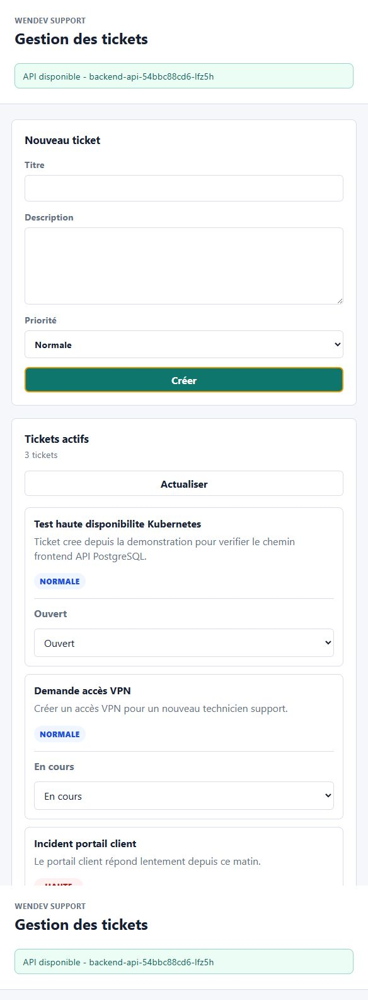 WENDEV SUPPORT
Gestion des tickets
API disponible - backend-api-54bbc88cd6-lfz5h
Nouveau ticket
Titre
Description
Priorité
Normale
Créer
Tickets actifs
3 tickets
Actualiser
Test haute disponibilite Kubernetes
Ticket cree depuis la demonstration pour verifier le chemin
frontend API PostgreSQL.
NORMALE
Ouvert
Ouvert
Demande accès VPN
Créer un accès VPN pour un nouveau technicien support.
NORMALE
En cours
En cours
Incident portail client
Le portail client répond lentement depuis ce matin.
HAUTE
WENDEV SUPPORT
Gestion des tickets
API disponible - backend-api-54bbc88cd6-lfz5h